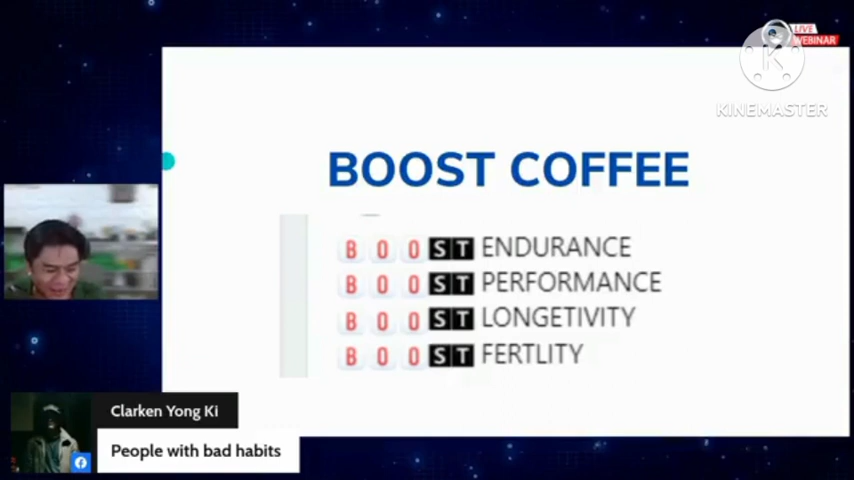 LIVE
WEBINAR
KINEMASTER
BOOST COFFEE
BOOST ENDURANCE
BOOST PERFORMANCE
BOOST LONGETIVITY
BOOST FERTLITY
Clarken Yong Ki
People with bad habits